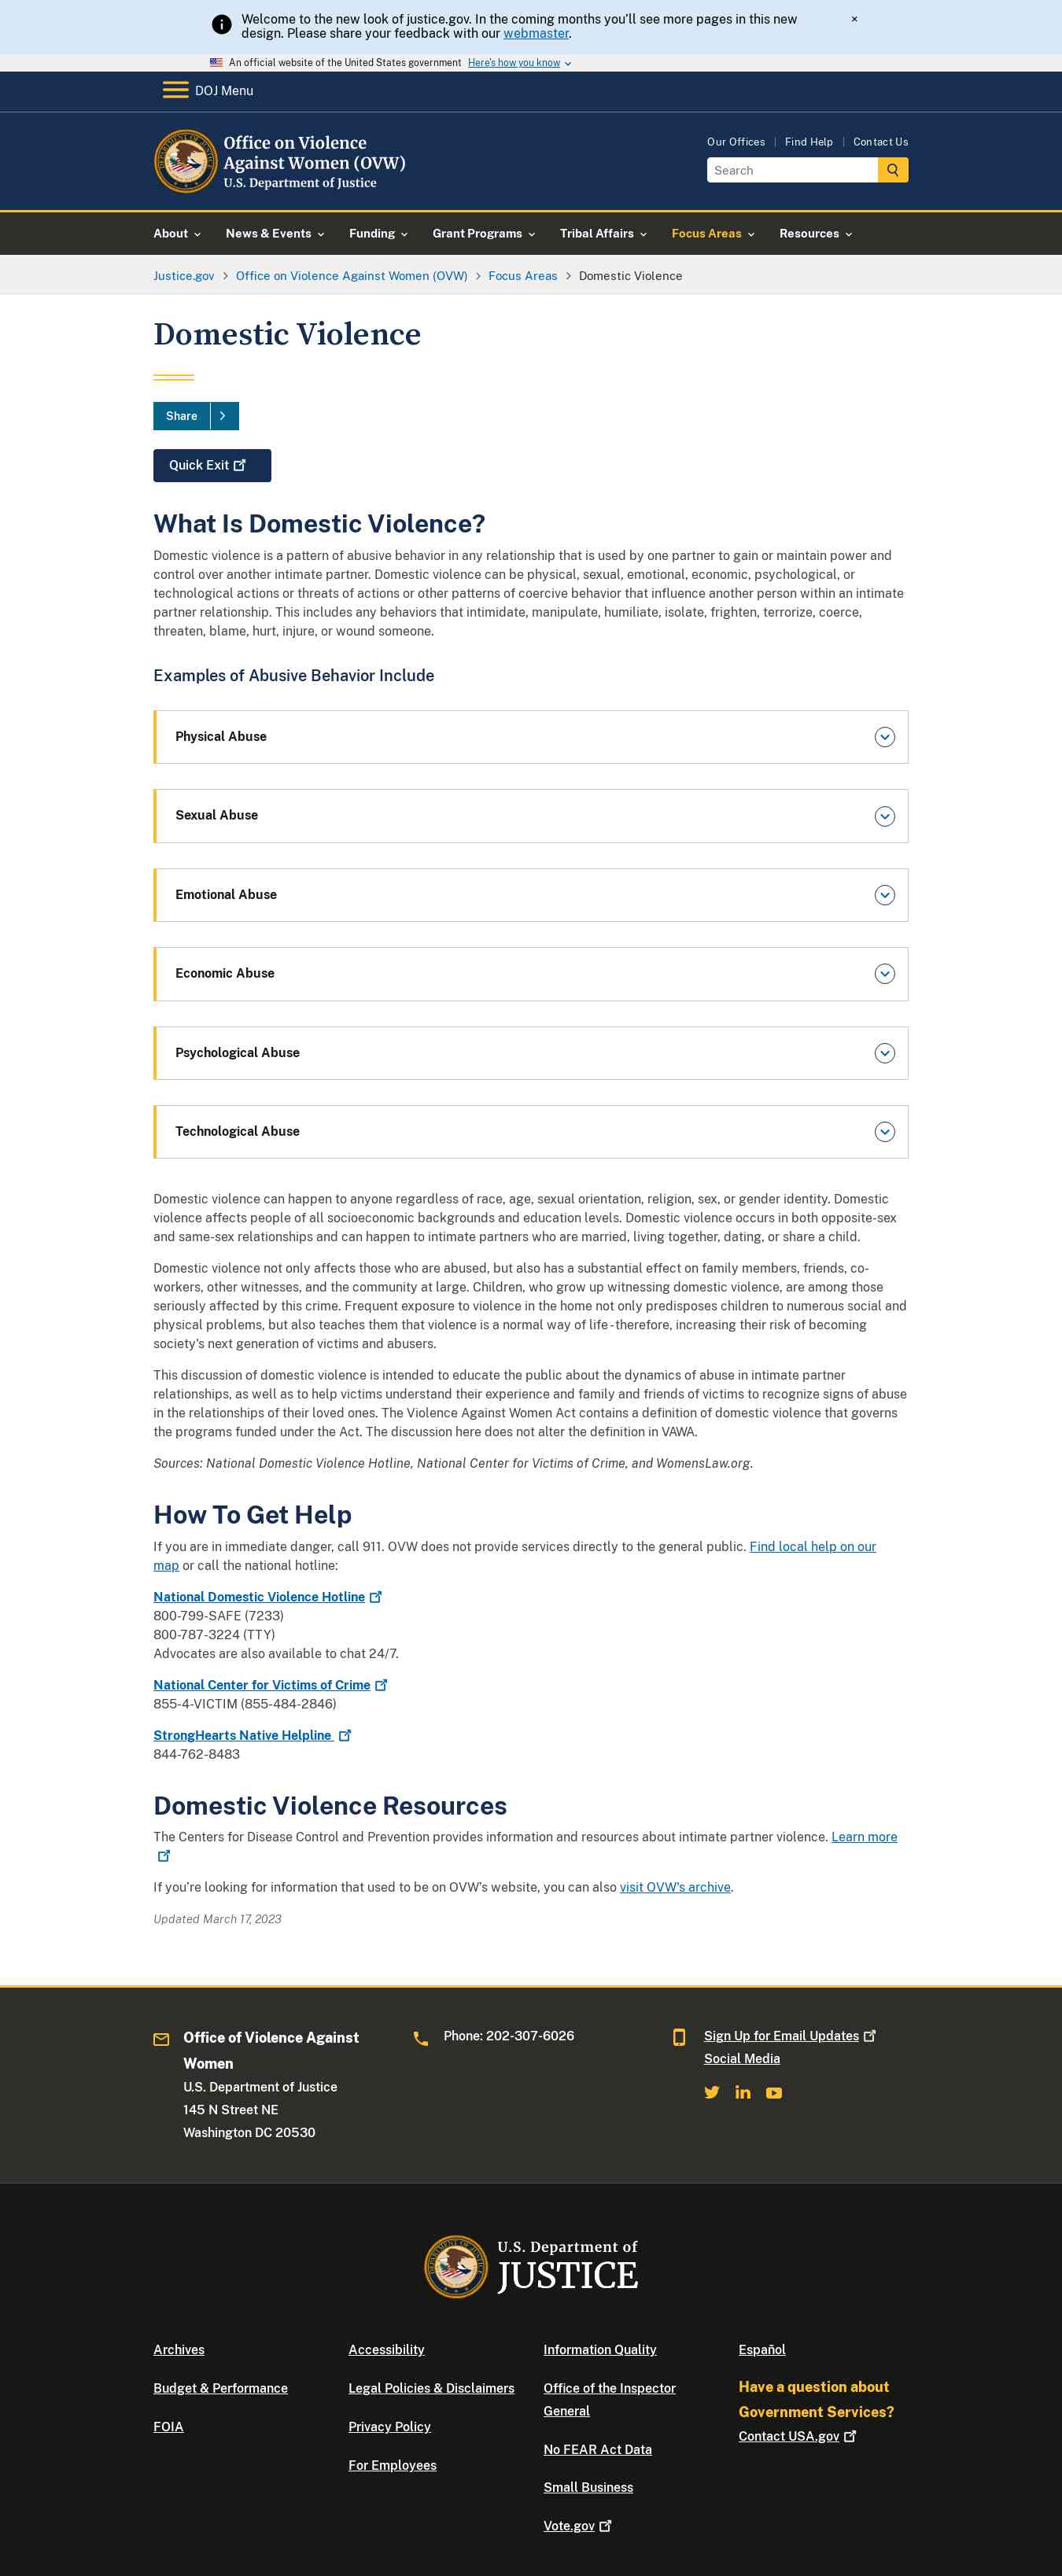 Welcome to the new look of justice.gov. In the coming months you'll see more pages in this new
design. Please share your feedback with our webmaster.
×
An official website of the United States government Here's how you know
DOJ Menu
Office on Violence
Against Women (OVW)
U.S. Department of Justice
Our Offices
Find Help
Contact Us
Search
About
News & Events
Funding
Grant Programs
Tribal Affairs
Focus Areas
Resources
Justice.gov > Office on Violence Against Women (OVW) > Focus Areas > Domestic Violence
Domestic Violence
Share
Quick Exit
What Is Domestic Violence?
Domestic violence is a pattern of abusive behavior in any relationship that is used by one partner to gain or maintain power and
control over another intimate partner. Domestic violence can be physical, sexual, emotional, economic, psychological, or
technological actions or threats of actions or other patterns of coercive behavior that influence another person within an intimate
partner relationship. This includes any behaviors that intimidate, manipulate, humiliate, isolate, frighten, terrorize, coerce,
threaten, blame, hurt, injure, or wound someone.
Examples of Abusive Behavior Include
Physical Abuse
Sexual Abuse
Emotional Abuse
Economic Abuse
Psychological Abuse
Technological Abuse
Domestic violence can happen to anyone regardless of race, age, sexual orientation, religion, sex, or gender identity. Domestic
violence affects people of all socioeconomic backgrounds and education levels. Domestic violence occurs in both opposite-sex
and same-sex relationships and can happen to intimate partners who are married, living together, dating, or share a child.
Domestic violence not only affects those who are abused, but also has a substantial effect on family members, friends, co-
workers, other witnesses, and the community at large. Children, who grow up witnessing domestic violence, are among those
seriously affected by this crime. Frequent exposure to violence in the home not only predisposes children to numerous social and
physical problems, but also teaches them that violence is a normal way of life - therefore, increasing their risk of becoming
society's next generation of victims and abusers.
This discussion of domestic violence is intended to educate the public about the dynamics of abuse in intimate partner
relationships, as well as to help victims understand their experience and family and friends of victims to recognize signs of abuse
in the relationships of their loved ones. The Violence Against Women Act contains a definition of domestic violence that governs
the programs funded under the Act. The discussion here does not alter the definition in VAWA.
Sources: National Domestic Violence Hotline, National Center for Victims of Crime, and WomensLaw.org.
How To Get Help
If you are in immediate danger, call 911. OVW does not provide services directly to the general public. Find local help on our
map or call the national hotline:
National Domestic Violence Hotline
800-799-SAFE (7233)
800-787-3224 (TTY)
Advocates are also available to chat 24/7.
National Center for Victims of Crime
855-4-VICTIM (855-484-2846)
StrongHearts Native Helpline
844-762-8483
Domestic Violence Resources
The Centers for Disease Control and Prevention provides information and resources about intimate partner violence. Learn more
If you're looking for information that used to be on OVW's website, you can also visit OVW's archive.
Updated March 17, 2023
Office of Violence Against
Women
U.S. Department of Justice
145 N Street NE
Washington DC 20530
Phone: 202-307-6026
Sign Up for Email Updates
Social Media
U.S. Department of
JUSTICE
Archives
Budget & Performance
FOIA
Accessibility
Legal Policies & Disclaimers
Privacy Policy
For Employees
Information Quality
Office of the Inspector
General
No FEAR Act Data
Small Business
Vote.gov
Español
Have a question about
Government Services?
Contact USA.gov